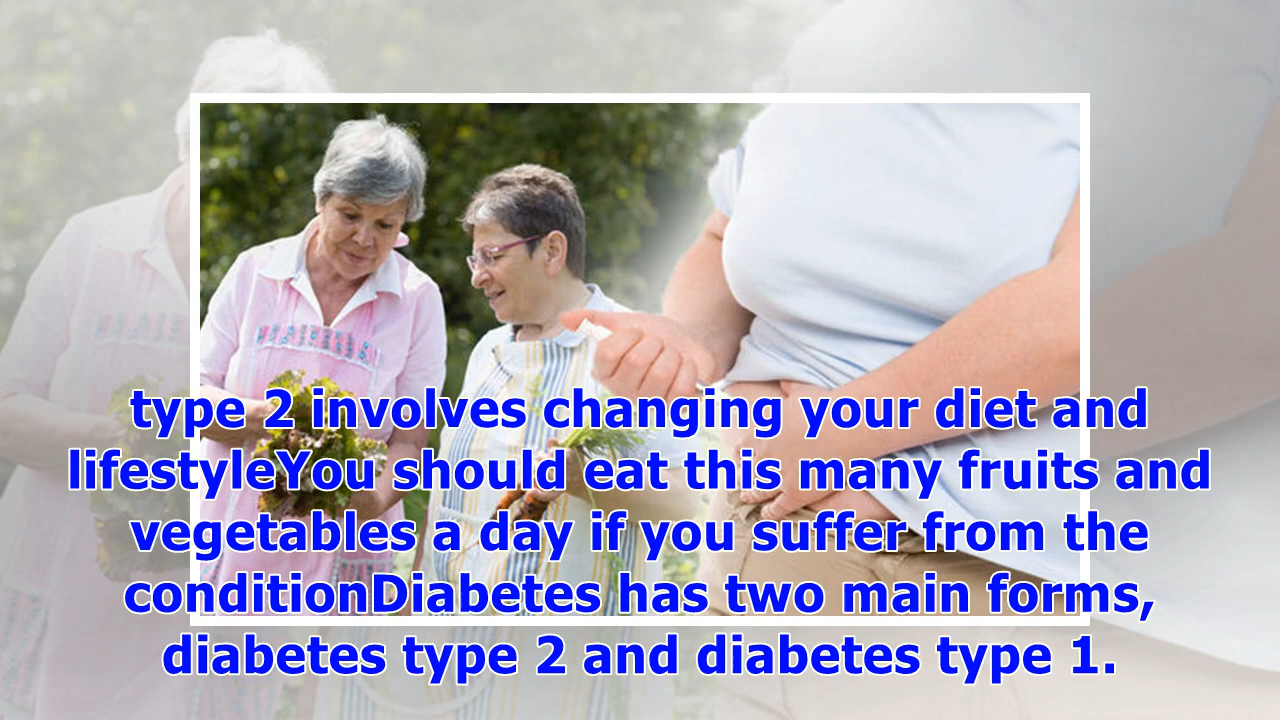 type 2 involves changing your diet and
lifestyleYou should eat this many fruits and
vegetables a day if you suffer from the
conditionDiabetes has two main forms,
diabetes type 2 and diabetes type 1.